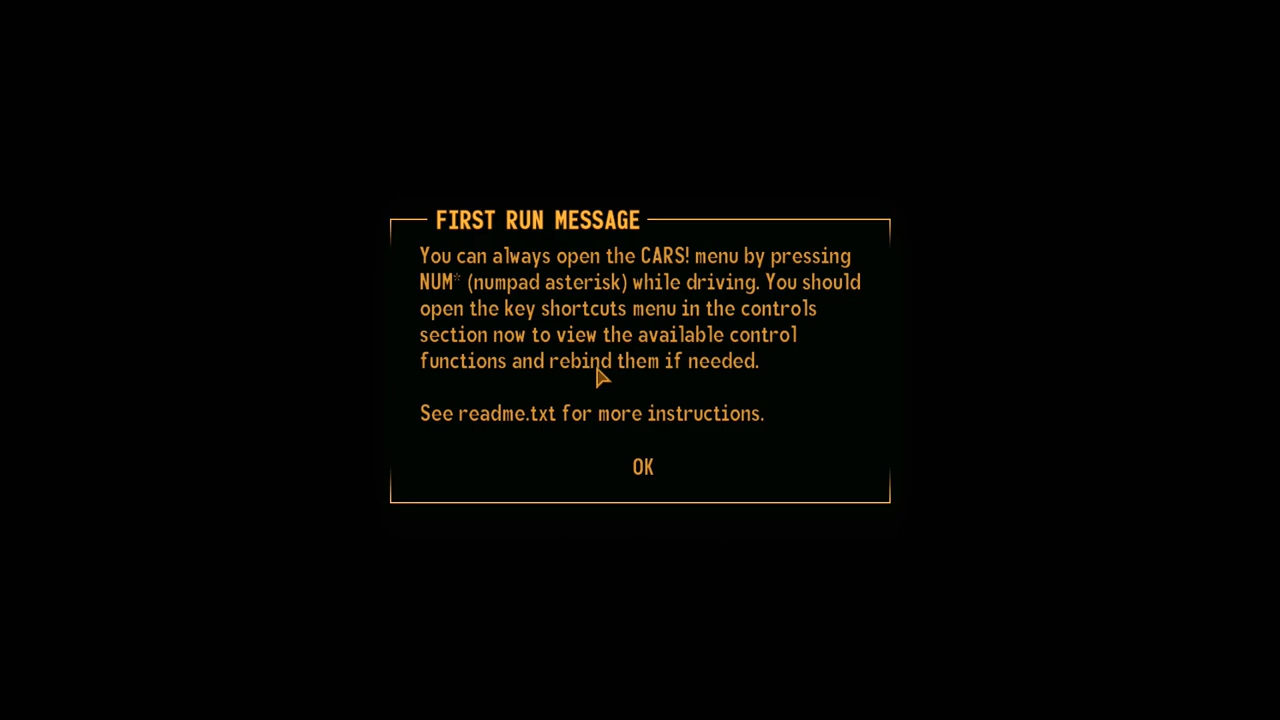 FIRST RUN MESSAGE
You can always open the CARS! menu by pressing
NUM* (numpad asterisk) while driving. You should
open the key shortcuts menu in the controls
section now to view the available control
functions and rebind them if needed.
See readme.txt for more instructions.
OK